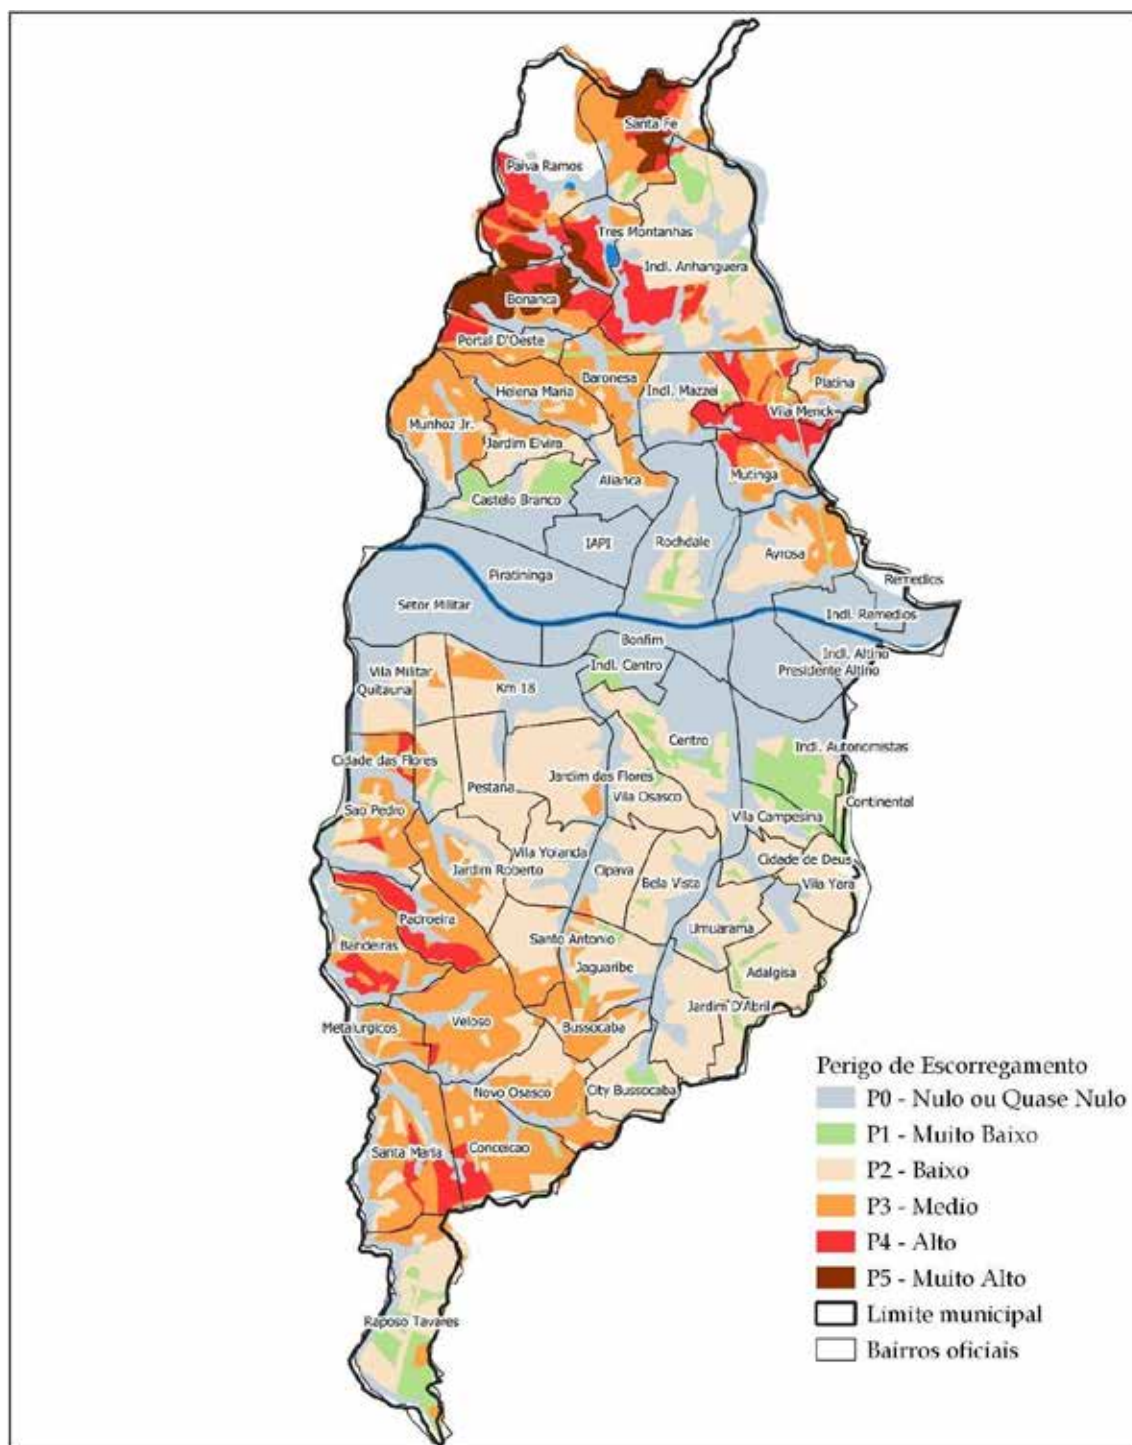 Santa Fe
Paiva Ramos
Tres Montanhas
Indl. Anhanguera
Bonanca
Portal D'Oeste
Baronesa
Indl. Mazzei
Platina
Helena Maria
Vila Menck
Munhoz Jr.
Jardim Elvira
Mutinga
Alianca
Castelo Branco
IAPI
Rochdale
Ayrosa
Piratininga
Remedios
Setor Militar
Indl. Remedios
Bonfim
Indl. Altino
Indl. Centro
Presidente Altino
Vila Militar
Quitauna
Km 18
Centro
Indl. Autonomistas
Cidade das Flores
Jardim das Flores
Pestana
Vila Osasco
Continental
Sao Pedro
Vila Campesina
Vila Yolanda
Cidade de Deus
Jardim Roberto
Cipava
Bela Vista
Vila Yara
Padroeira
Umuarama
Bandeiras
Santo Antonio
Jaguaribe
Adalgisa
Jardim D'Abril
Metalurgicos
Veloso
Bussocaba
Novo Osasco
City Bussocaba
Santa Maria
Conceicao
Raposo Tavares
Perigo de Escorregamento
P0 - Nulo ou Quase Nulo
P1 - Muito Baixo
P2 - Baixo
P3 - Medio
P4 - Alto
P5 - Muito Alto
Limite municipal
Bairros oficiais